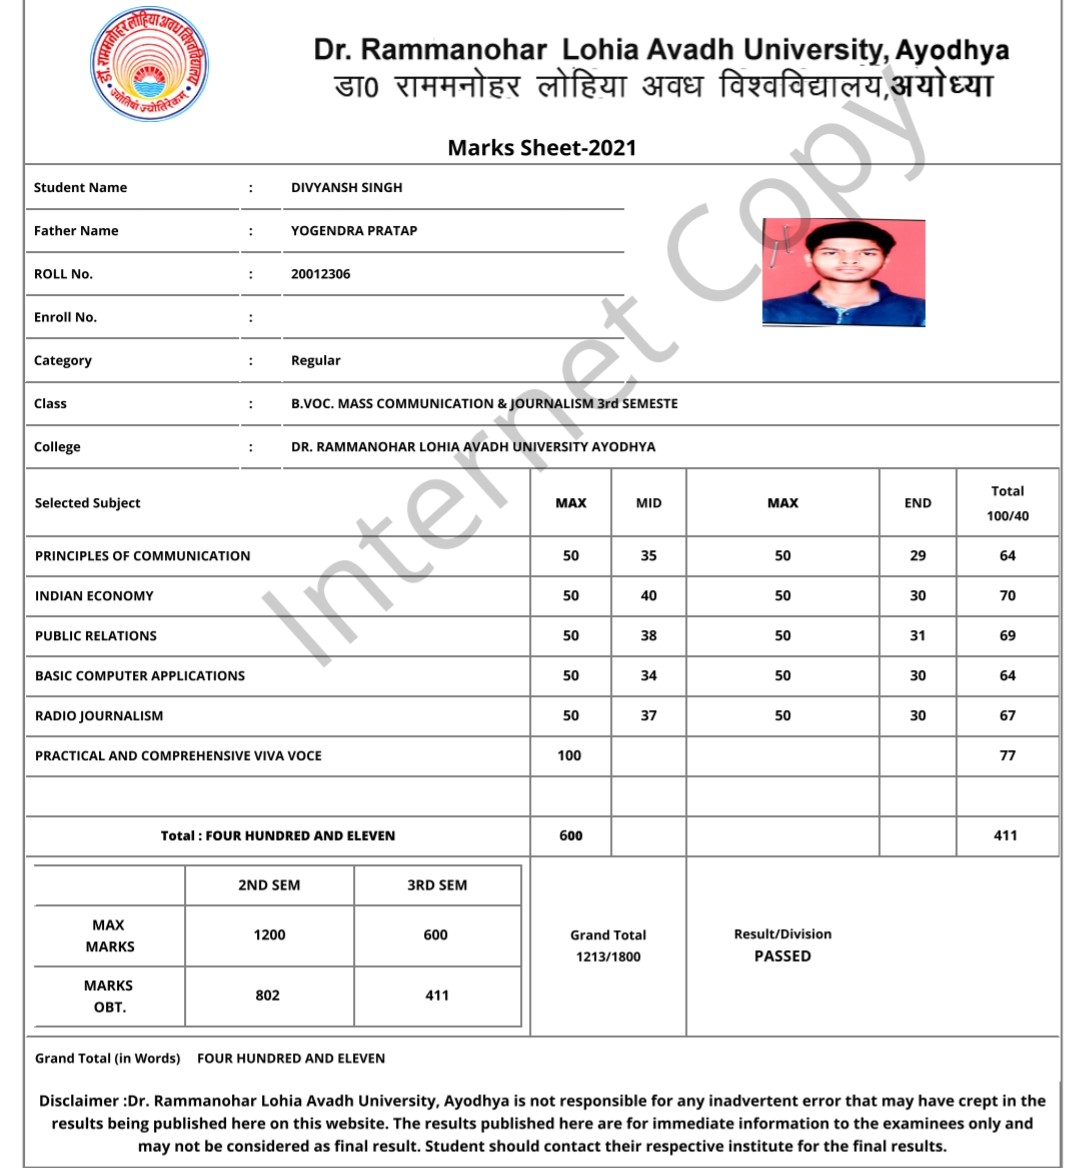 डा. राममनोहर लोहिया अवध विश्वविद्यालय
ज्योतिषां ज्योतिरेकम्
Dr. Rammanohar Lohia Avadh University, Ayodhya
डा0 राममनोहर लोहिया अवध विश्वविद्यालय,अयोध्या
Marks Sheet-2021
Student Name : DIVYANSH SINGH
Father Name : YOGENDRA PRATAP
ROLL No. : 20012306
Enroll No. :
Category : Regular
Class : B.VOC. MASS COMMUNICATION & JOURNALISM 3rd SEMESTE
College : DR. RAMMANOHAR LOHIA AVADH UNIVERSITY AYODHYA
Selected Subject MAX MID MAX END Total 100/40
PRINCIPLES OF COMMUNICATION 50 35 50 29 64
INDIAN ECONOMY 50 40 50 30 70
PUBLIC RELATIONS 50 38 50 31 69
BASIC COMPUTER APPLICATIONS 50 34 50 30 64
RADIO JOURNALISM 50 37 50 30 67
PRACTICAL AND COMPREHENSIVE VIVA VOCE 100 77
Total : FOUR HUNDRED AND ELEVEN 600 411
2ND SEM 3RD SEM
MAX MARKS 1200 600
MARKS OBT. 802 411
Grand Total
1213/1800
Result/Division
PASSED
Grand Total (in Words) FOUR HUNDRED AND ELEVEN
Disclaimer :Dr. Rammanohar Lohia Avadh University, Ayodhya is not responsible for any inadvertent error that may have crept in the
results being published here on this website. The results published here are for immediate information to the examinees only and
may not be considered as final result. Student should contact their respective institute for the final results.
Internet Copy